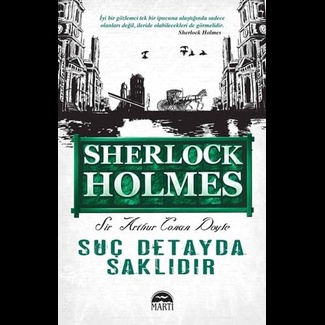 İyi bir gözlemci tek bir ipucuna ulaştığında sadece
olanları değil, ileride olabilecekleri de görmelidir.
Sherlock Holmes
SHERLOCK
HOLMES
Sir Arthur Conan Doyle
SUÇ DETAYDA
SAKLIDIR
MARTI